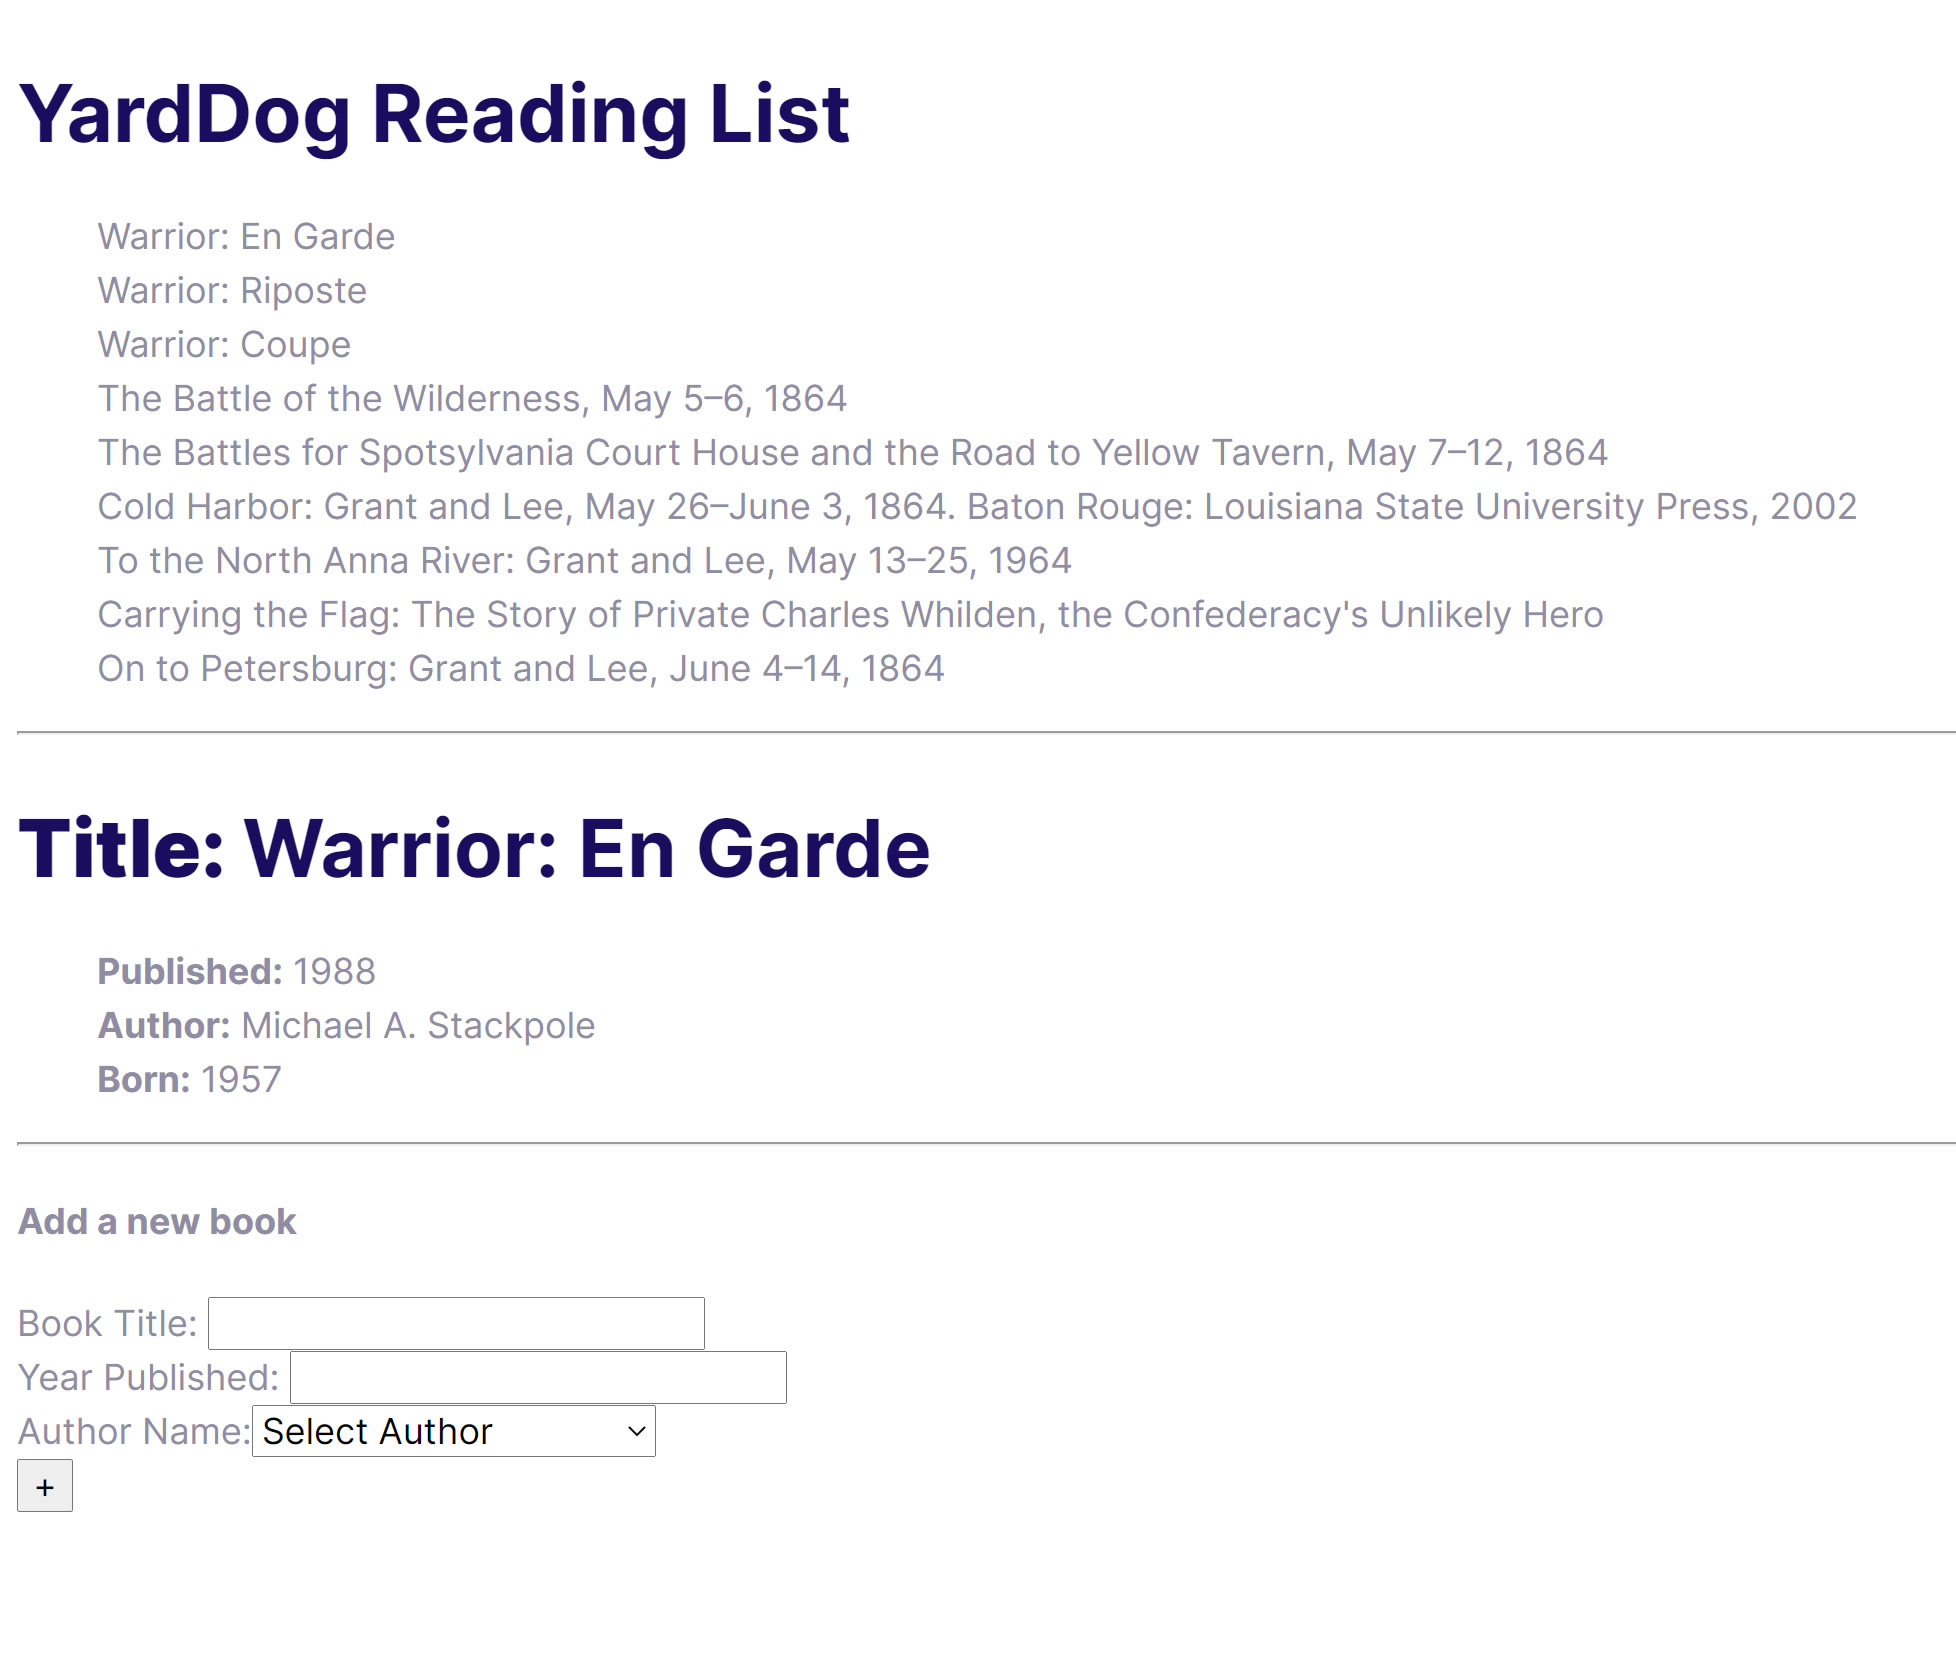 YardDog Reading List
Warrior: En Garde
Warrior: Riposte
Warrior: Coupe
The Battle of the Wilderness, May 5–6, 1864
The Battles for Spotsylvania Court House and the Road to Yellow Tavern, May 7–12, 1864
Cold Harbor: Grant and Lee, May 26–June 3, 1864. Baton Rouge: Louisiana State University Press, 2002
To the North Anna River: Grant and Lee, May 13–25, 1964
Carrying the Flag: The Story of Private Charles Whilden, the Confederacy's Unlikely Hero
On to Petersburg: Grant and Lee, June 4–14, 1864
Title: Warrior: En Garde
Published: 1988
Author: Michael A. Stackpole
Born: 1957
Add a new book
Book Title:
Year Published:
Author Name: Select Author
+